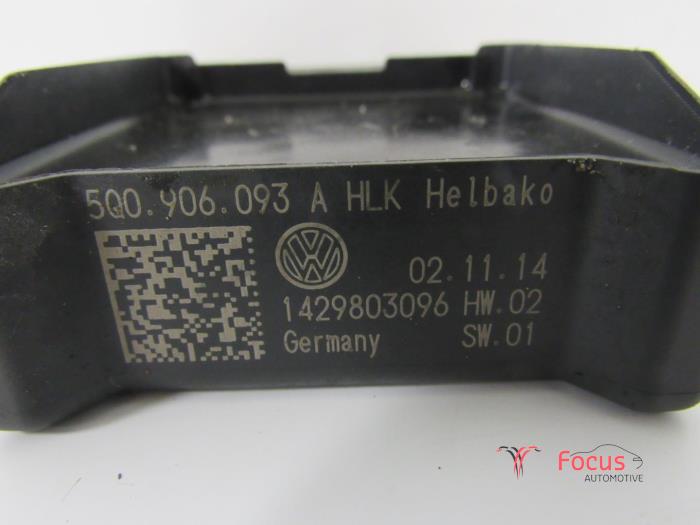 5Q0.906.093 A HLK Helbako
02.11.14
1429803096 HW.02
Germany SW.01
Focus
AUTOMOTIVE